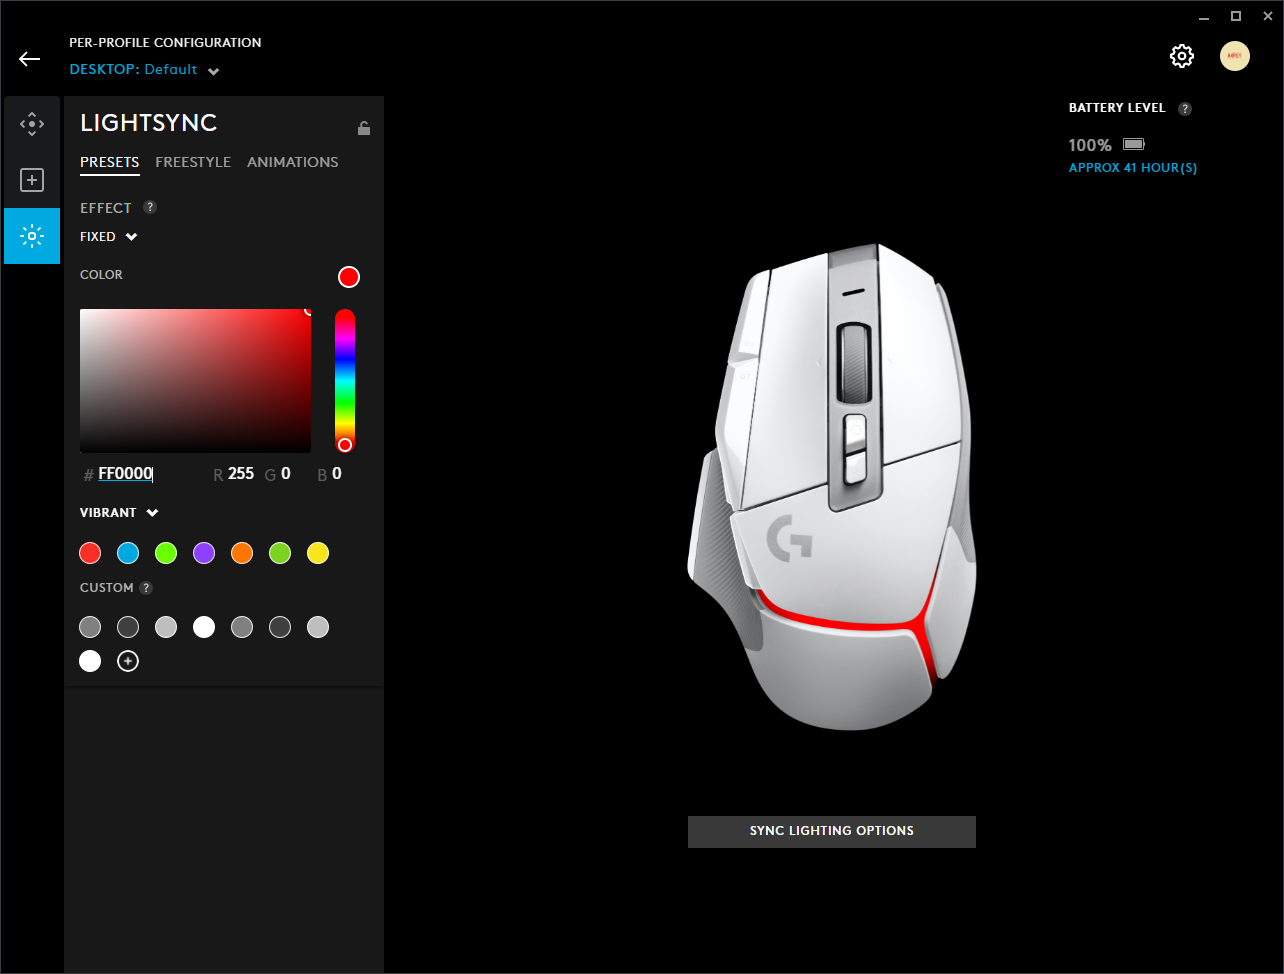 PER-PROFILE CONFIGURATION
DESKTOP: Default
LIGHTSYNC
PRESETS FREESTYLE ANIMATIONS
EFFECT ?
FIXED
COLOR
# FF0000 R 255 G 0 B 0
VIBRANT
CUSTOM ?
BATTERY LEVEL ?
100%
APPROX 41 HOUR(S)
G
SYNC LIGHTING OPTIONS